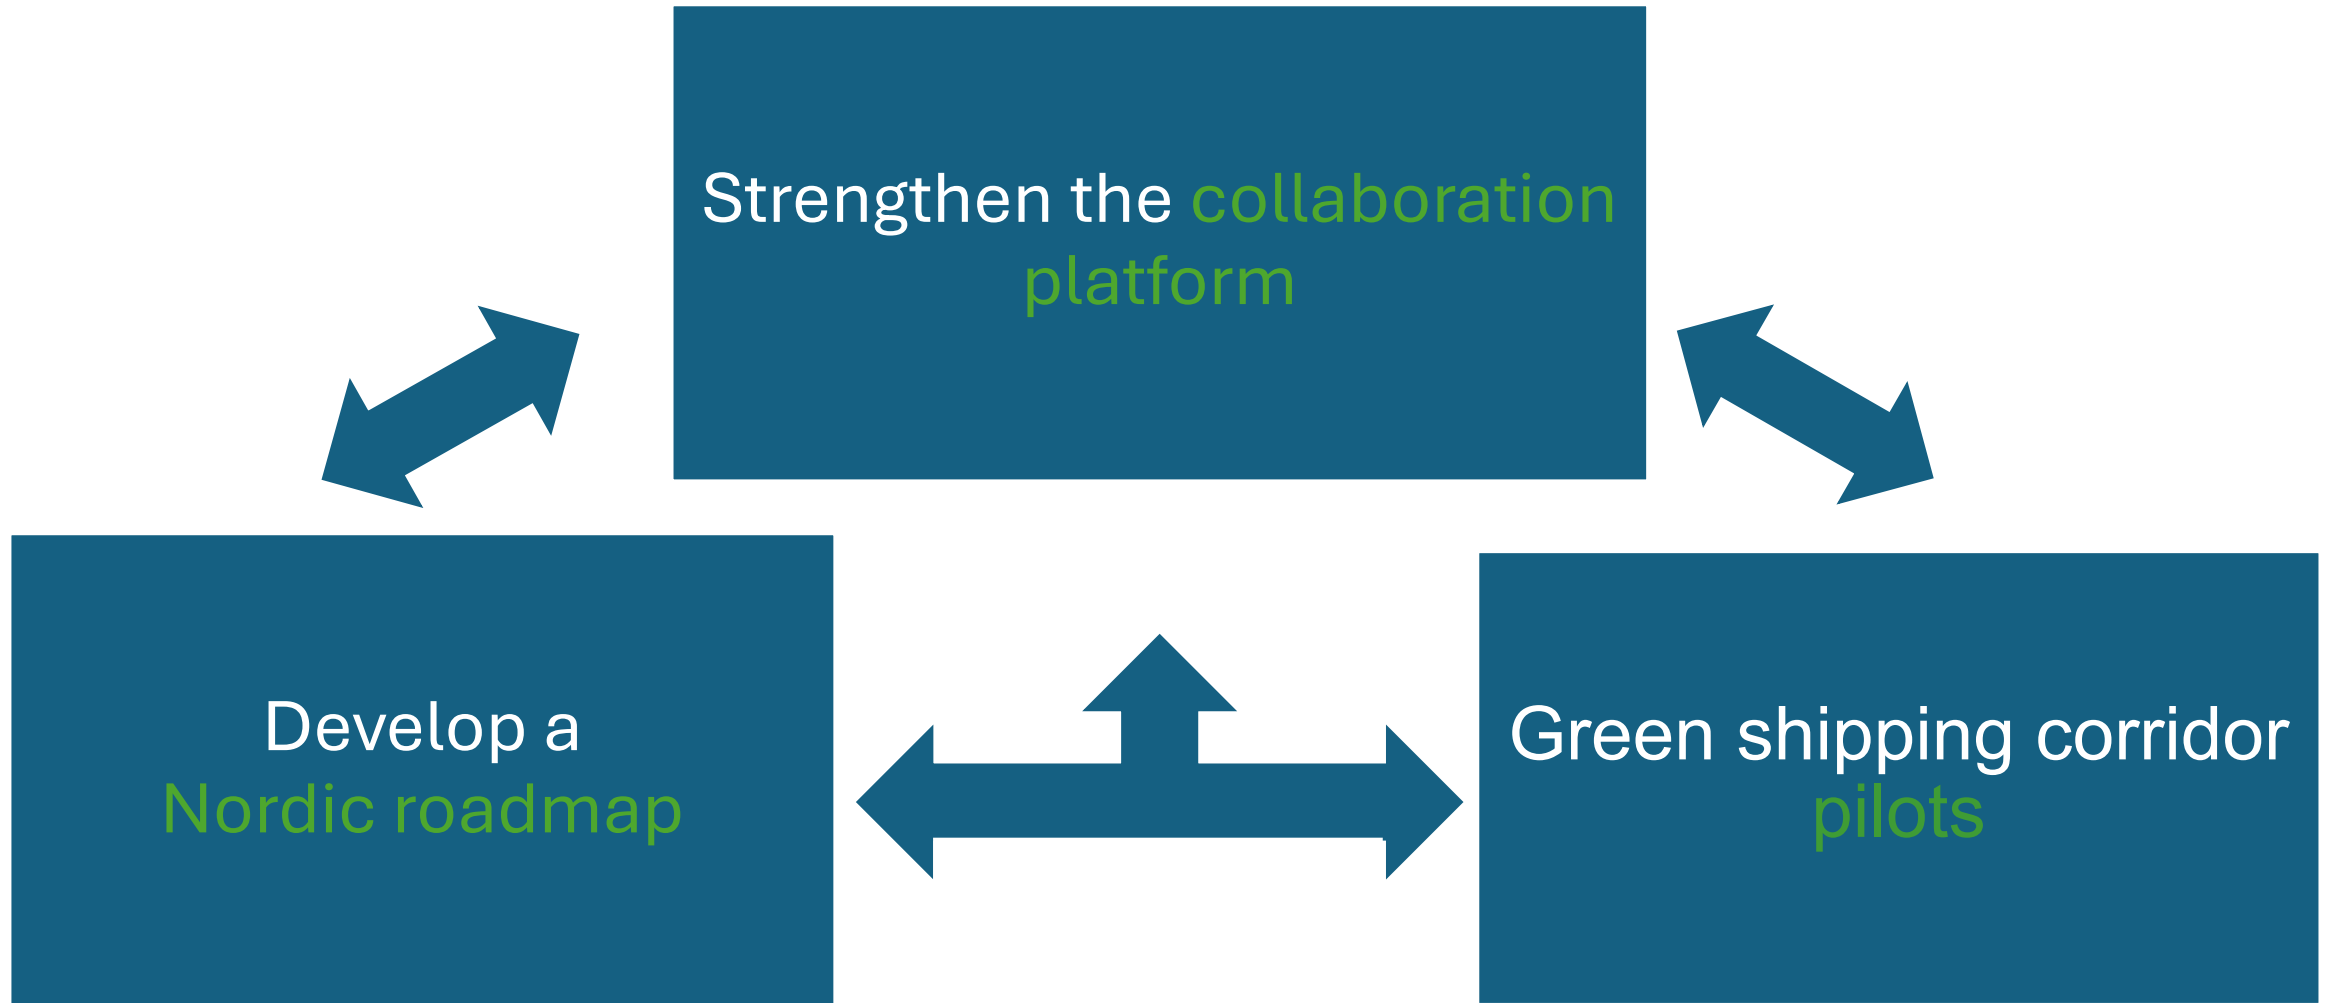 Strengthen the collaboration
platform
Develop a
Nordic roadmap
Green shipping corridor
pilots